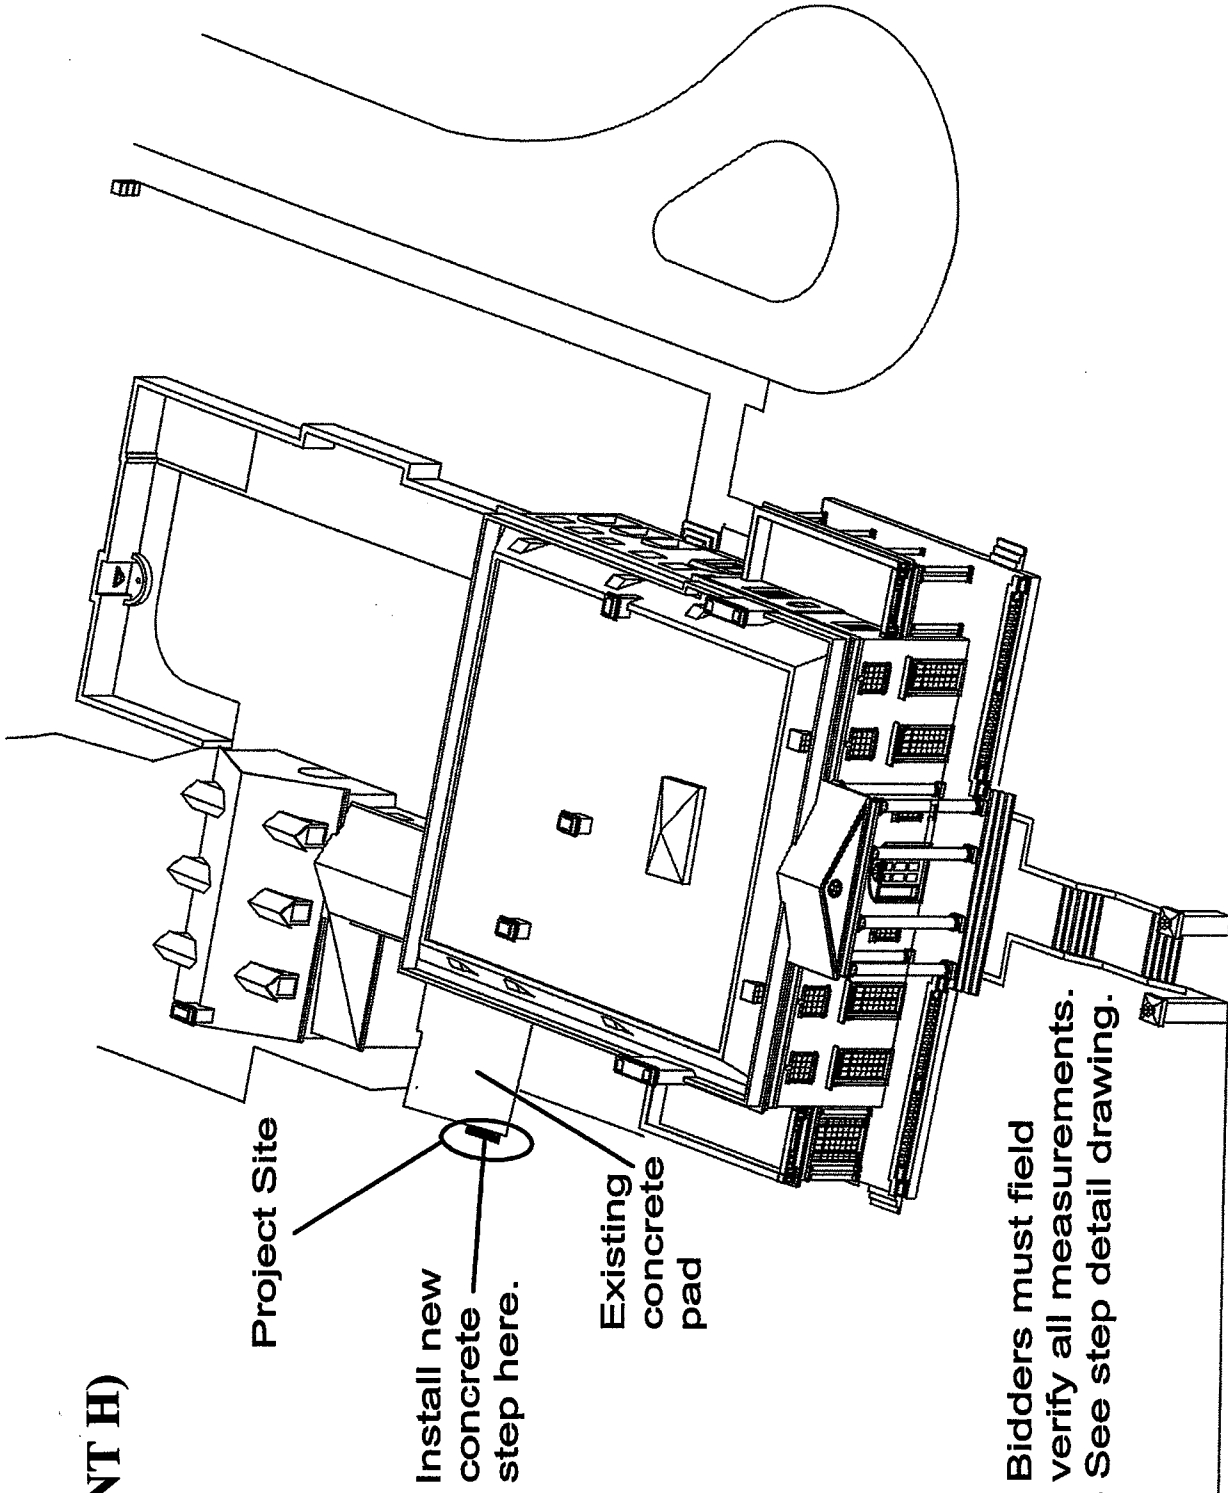 NT H)
Project Site
Install new
concrete
step here.
Existing
concrete
pad
Bidders must field
verify all measurements.
See step detail drawing.